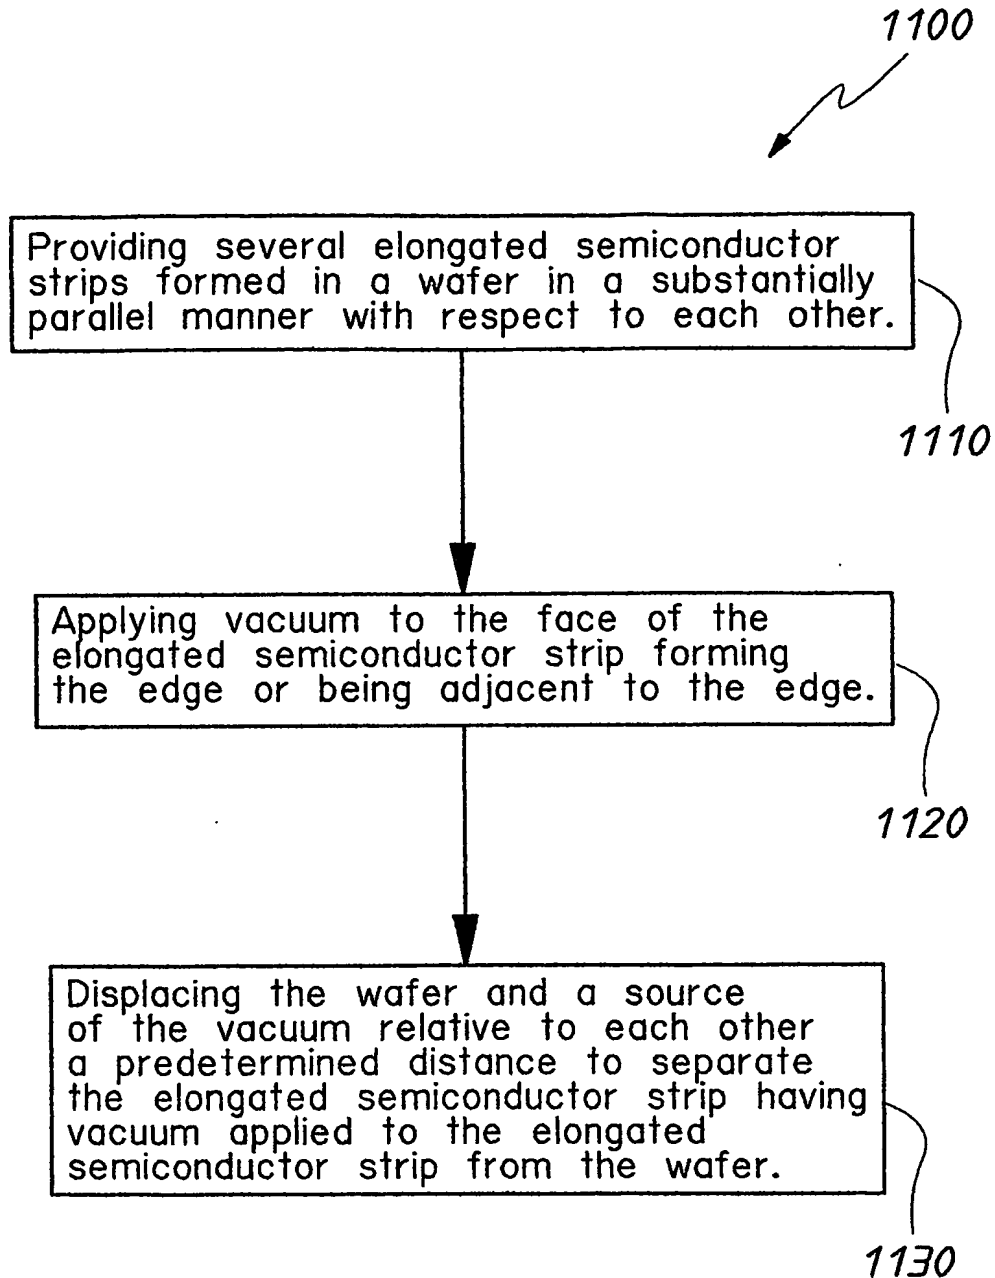 1100
Providing several elongated semiconductor
strips formed in a wafer in a substantially
parallel manner with respect to each other.
1110
Applying vacuum to the face of the
elongated semiconductor strip forming
the edge or being adjacent to the edge.
1120
Displacing the wafer and a source
of the vacuum relative to each other
a predetermined distance to separate
the elongated semiconductor strip having
vacuum applied to the elongated
semiconductor strip from the wafer.
1130